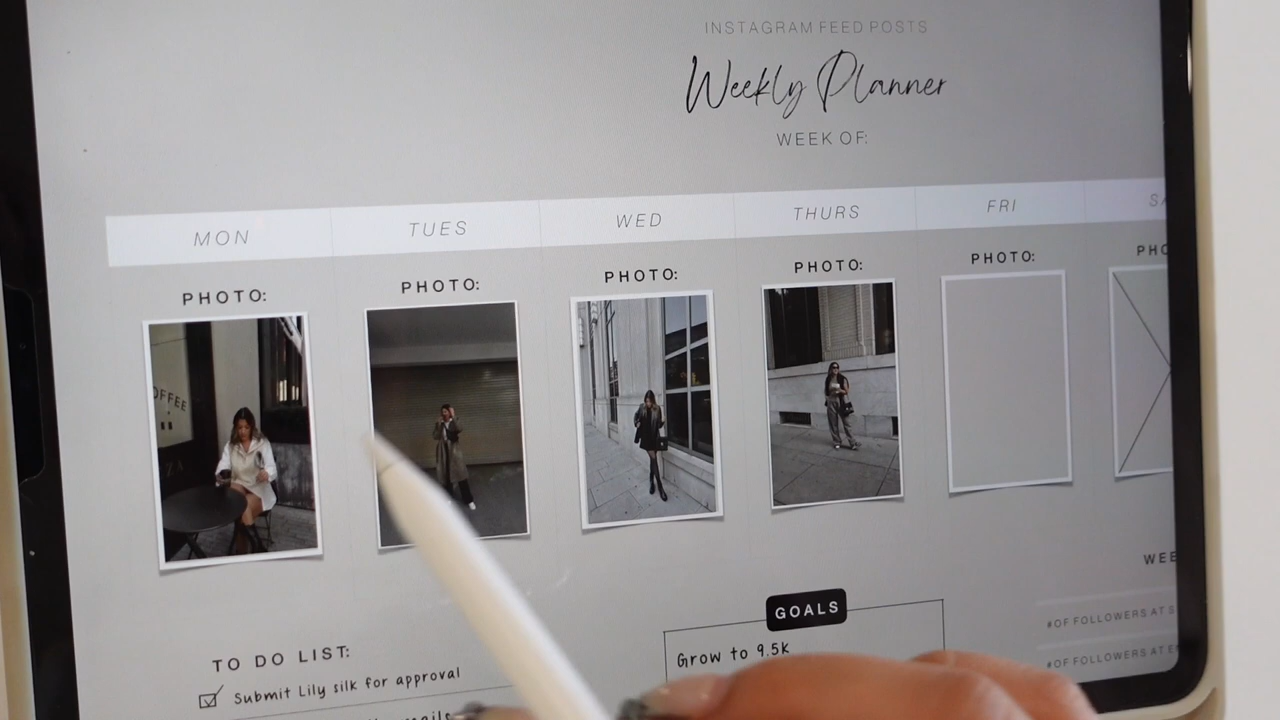 INSTAGRAM FEED POSTS
Weekly Planner
WEEK OF:
MON TUES WED THURS FRI
PHOTO: PHOTO: PHOTO: PHOTO: PHOTO:
GOALS
Grow to 9.5k
#OF FOLLOWERS AT
#OF FOLLOWERS AT
TO DO LIST:
Submit Lily silk for approval